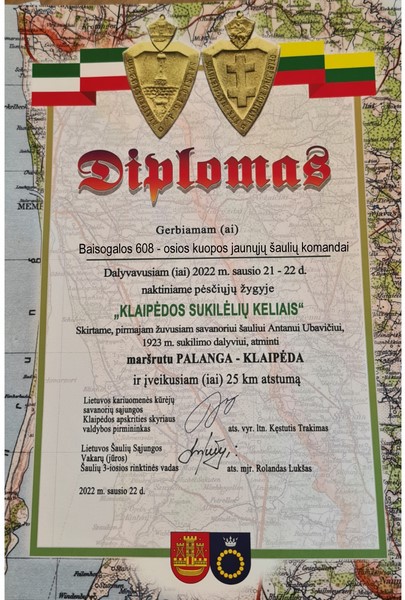 Diplomas
Gerbiamam (ai)
Baisogalos 608 - osios kuopos jaunųjų šaulių komandai
Dalyvavusiam (iai) 2022 m. sausio 21 - 22 d.
naktiniame pėsčiųjų žygyje
„KLAIPĖDOS SUKILĖLIŲ KELIAIS"
Skirtame, pirmajam žuvusiam savanoriui šauliui Antanui Ubavičiui,
1923 m. sukilimo dalyviui, atminti
maršrutu PALANGA - KLAIPĖDA
ir įveikusiam (iai) 25 km atstumą
Lietuvos kariuomenės kūrėjų
savanorių sąjungos
Klaipėdos apskrities skyriaus
valdybos pirmininkas
ats. vyr. ltn. Kęstutis Trakimas
Lietuvos Šaulių Sąjungos
Vakarų (jūros)
Šaulių 3-iosios rinktinės vadas
ats. mjr. Rolandas Lukšas
2022 m. sausio 22 d.